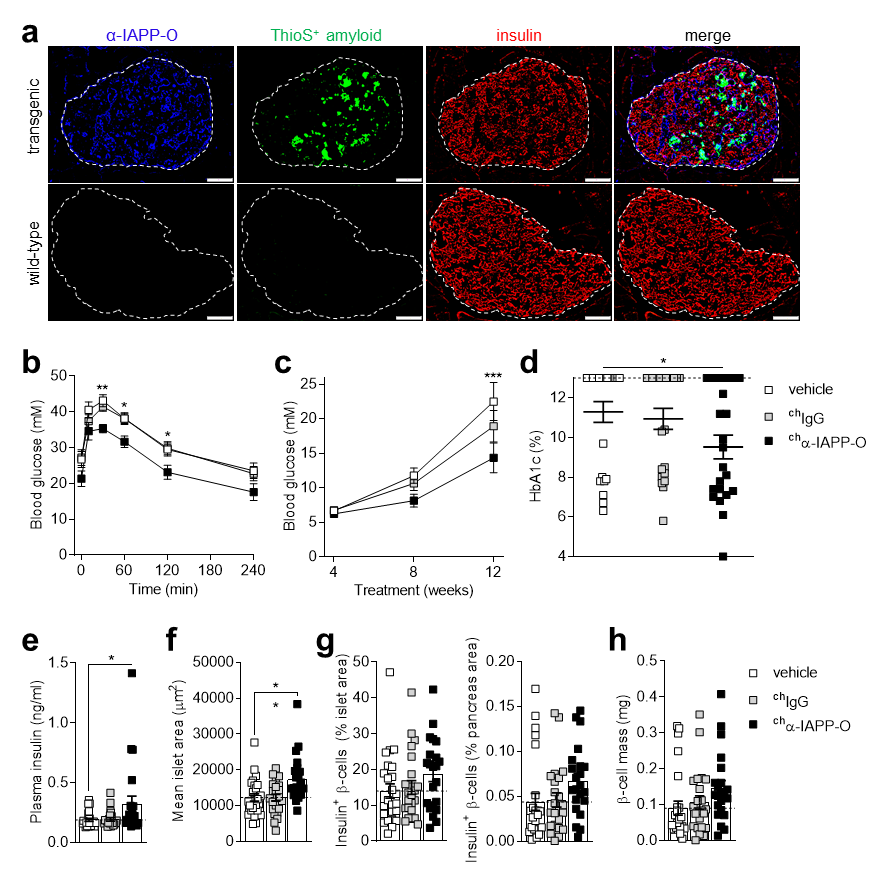 a
α-IAPP-O
ThioS⁺ amyloid
insulin
merge
transgenic
wild-type
b
Blood glucose (mM)
50
40
30
20
10
0
**
*
*
0 60 120 180 240
Time (min)
c
Blood glucose (mM)
25
20
15
10
5
0
***
4 8 12
Treatment (weeks)
d
HbA1c (%)
12
10
8
6
4
*
vehicle
chIgG
chα-IAPP-O
e
Plasma insulin (ng/ml)
1.5
1.0
0.5
0.0
*
f
Mean islet area (μm²)
50000
40000
30000
20000
10000
0
*
*
g
Insulin⁺ β-cells (% islet area)
50
40
30
20
10
0
Insulin⁺ β-cells (% pancreas area)
0.20
0.15
0.10
0.05
0.00
h
β-cell mass (mg)
0.5
0.4
0.3
0.2
0.1
0.0
vehicle
chIgG
chα-IAPP-O